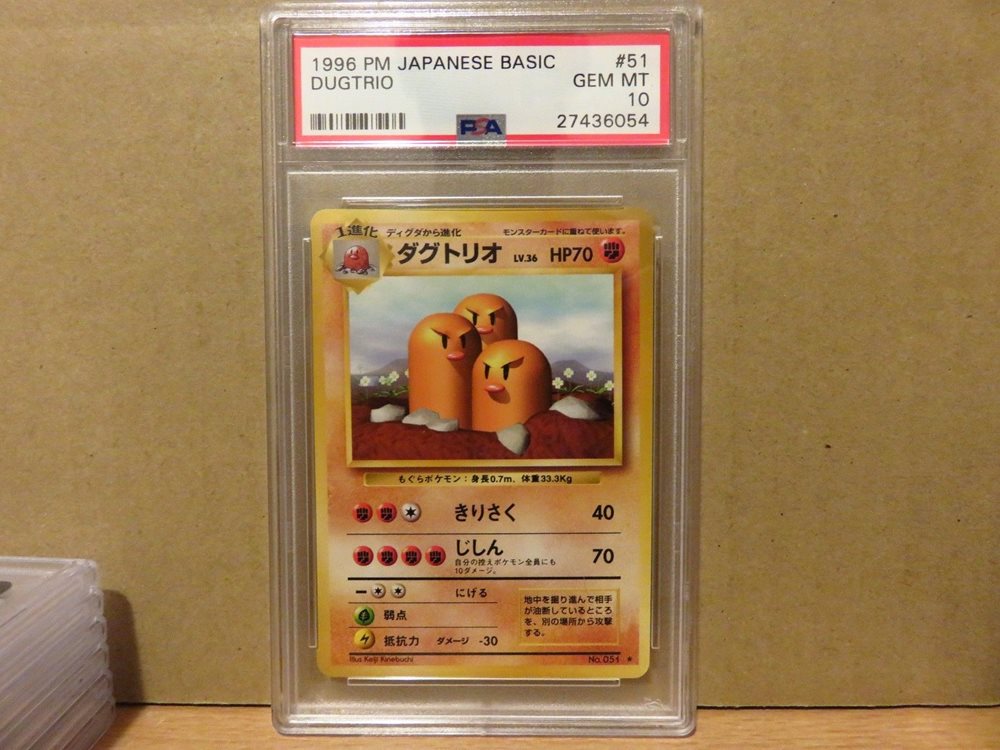 1996 PM JAPANESE BASIC #51
DUGTRIO GEM MT
10
PSA 27436054
1進化 ディグダから進化 モンスターカードに重ねて使います。
ダグトリオ LV.36 HP70
もぐらポケモン：身長0.7m、体重33.3Kg
きりさく 40
じしん 70
自分の控えポケモン全員にも
10ダメージ。
にげる
弱点
抵抗力 ダメージ -30
地中を掘り進んで相手
が油断しているところ
を、別の場所から攻撃
する。
Illus Keiji Kinebuchi No.051 ★